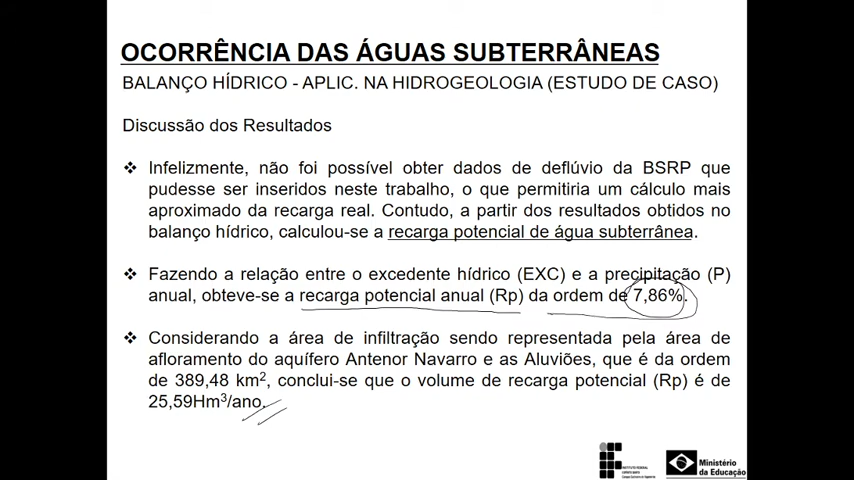 OCORRÊNCIA DAS ÁGUAS SUBTERRÂNEAS
BALANÇO HÍDRICO - APLIC. NA HIDROGEOLOGIA (ESTUDO DE CASO)
Discussão dos Resultados
❖ Infelizmente, não foi possível obter dados de deflúvio da BSRP que
pudesse ser inseridos neste trabalho, o que permitiria um cálculo mais
aproximado da recarga real. Contudo, a partir dos resultados obtidos no
balanço hídrico, calculou-se a recarga potencial de água subterrânea.
❖ Fazendo a relação entre o excedente hídrico (EXC) e a precipitação (P)
anual, obteve-se a recarga potencial anual (Rp) da ordem de 7,86%.
❖ Considerando a área de infiltração sendo representada pela área de
afloramento do aquífero Antenor Navarro e as Aluviões, que é da ordem
de 389,48 km², conclui-se que o volume de recarga potencial (Rp) é de
25,59Hm³/ano.
INSTITUTO FEDERAL
Ministério
da Educação